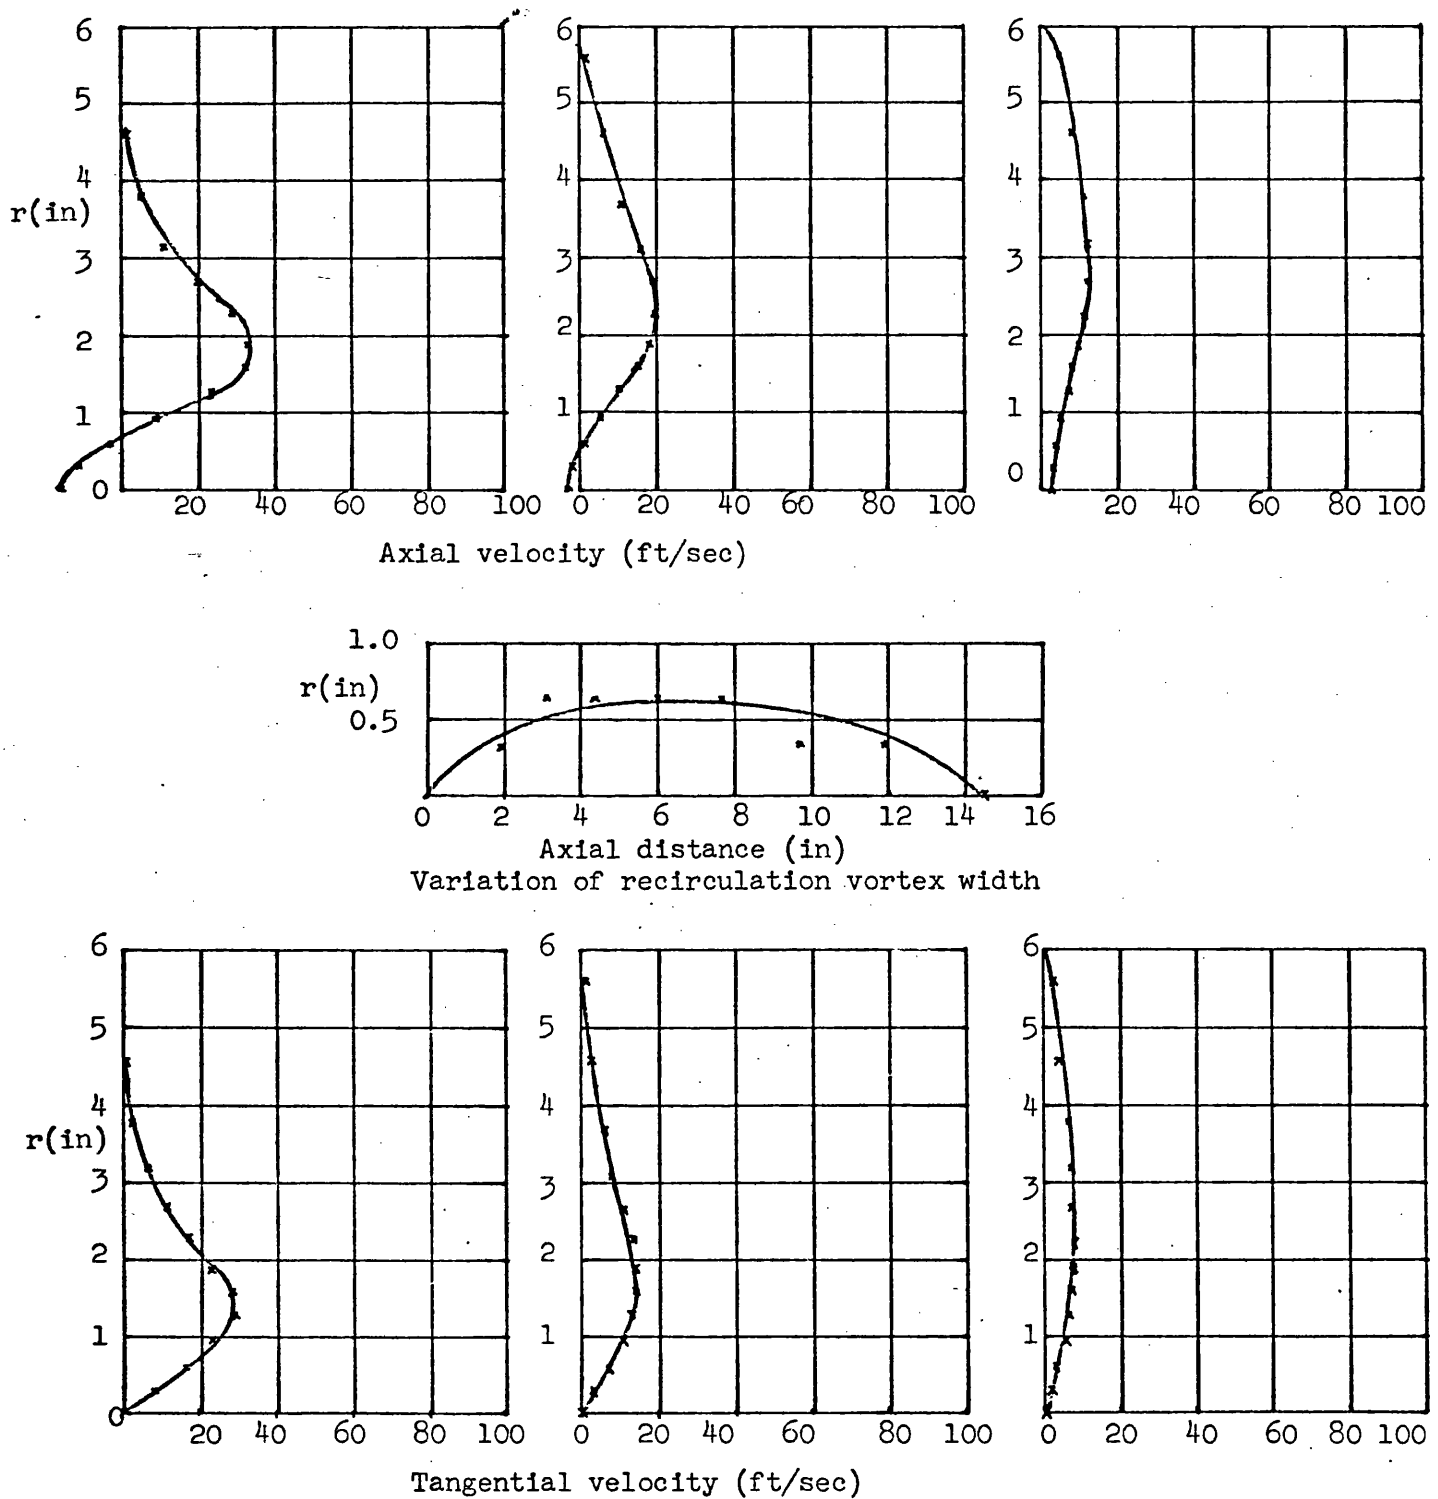 6 6 6
5 5 5
4 4 4
r(in)
3 3 3
2 2 2
1 1 1
0 0
20 40 60 80 100 0 20 40 60 80 100 20 40 60 80 100
Axial velocity (ft/sec)
1.0
r(in)
0.5
0 2 4 6 8 10 12 14 16
Axial distance (in)
Variation of recirculation vortex width
6 6 6
5 5 5
4 4 4
r(in)
3 3 3
2 2 2
1 1 1
0
20 40 60 80 100 0 20 40 60 80 100 0 20 40 60 80 100
Tangential velocity (ft/sec)